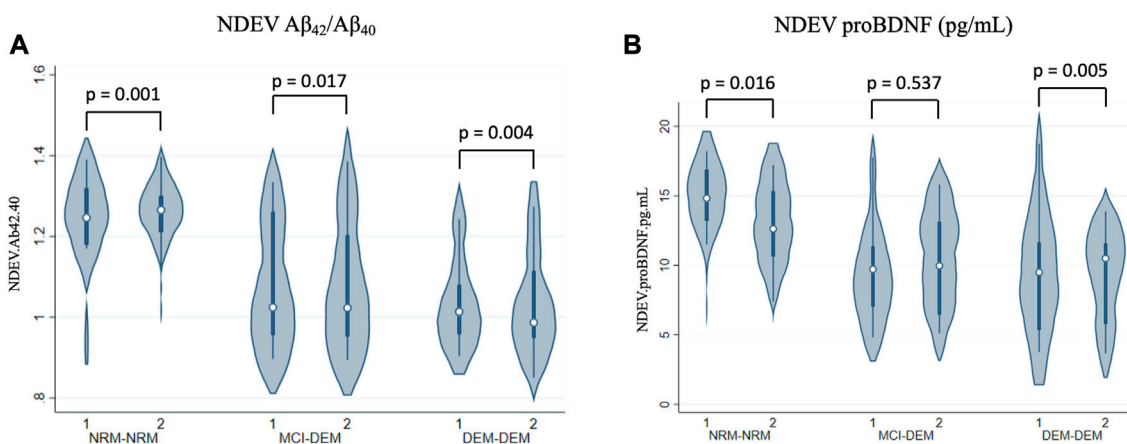 NDEV Aβ₄₂/Aβ₄₀
A
NDEV.Ab42.40
1.6
1.4
1.2
1
.8
p = 0.001
p = 0.017
p = 0.004
1 2 1 2 1 2
NRM-NRM MCI-DEM DEM-DEM
NDEV proBDNF (pg/mL)
B
NDEV.proBDNF.pg.mL
20
15
10
5
0
p = 0.016
p = 0.537
p = 0.005
1 2 1 2 1 2
NRM-NRM MCI-DEM DEM-DEM